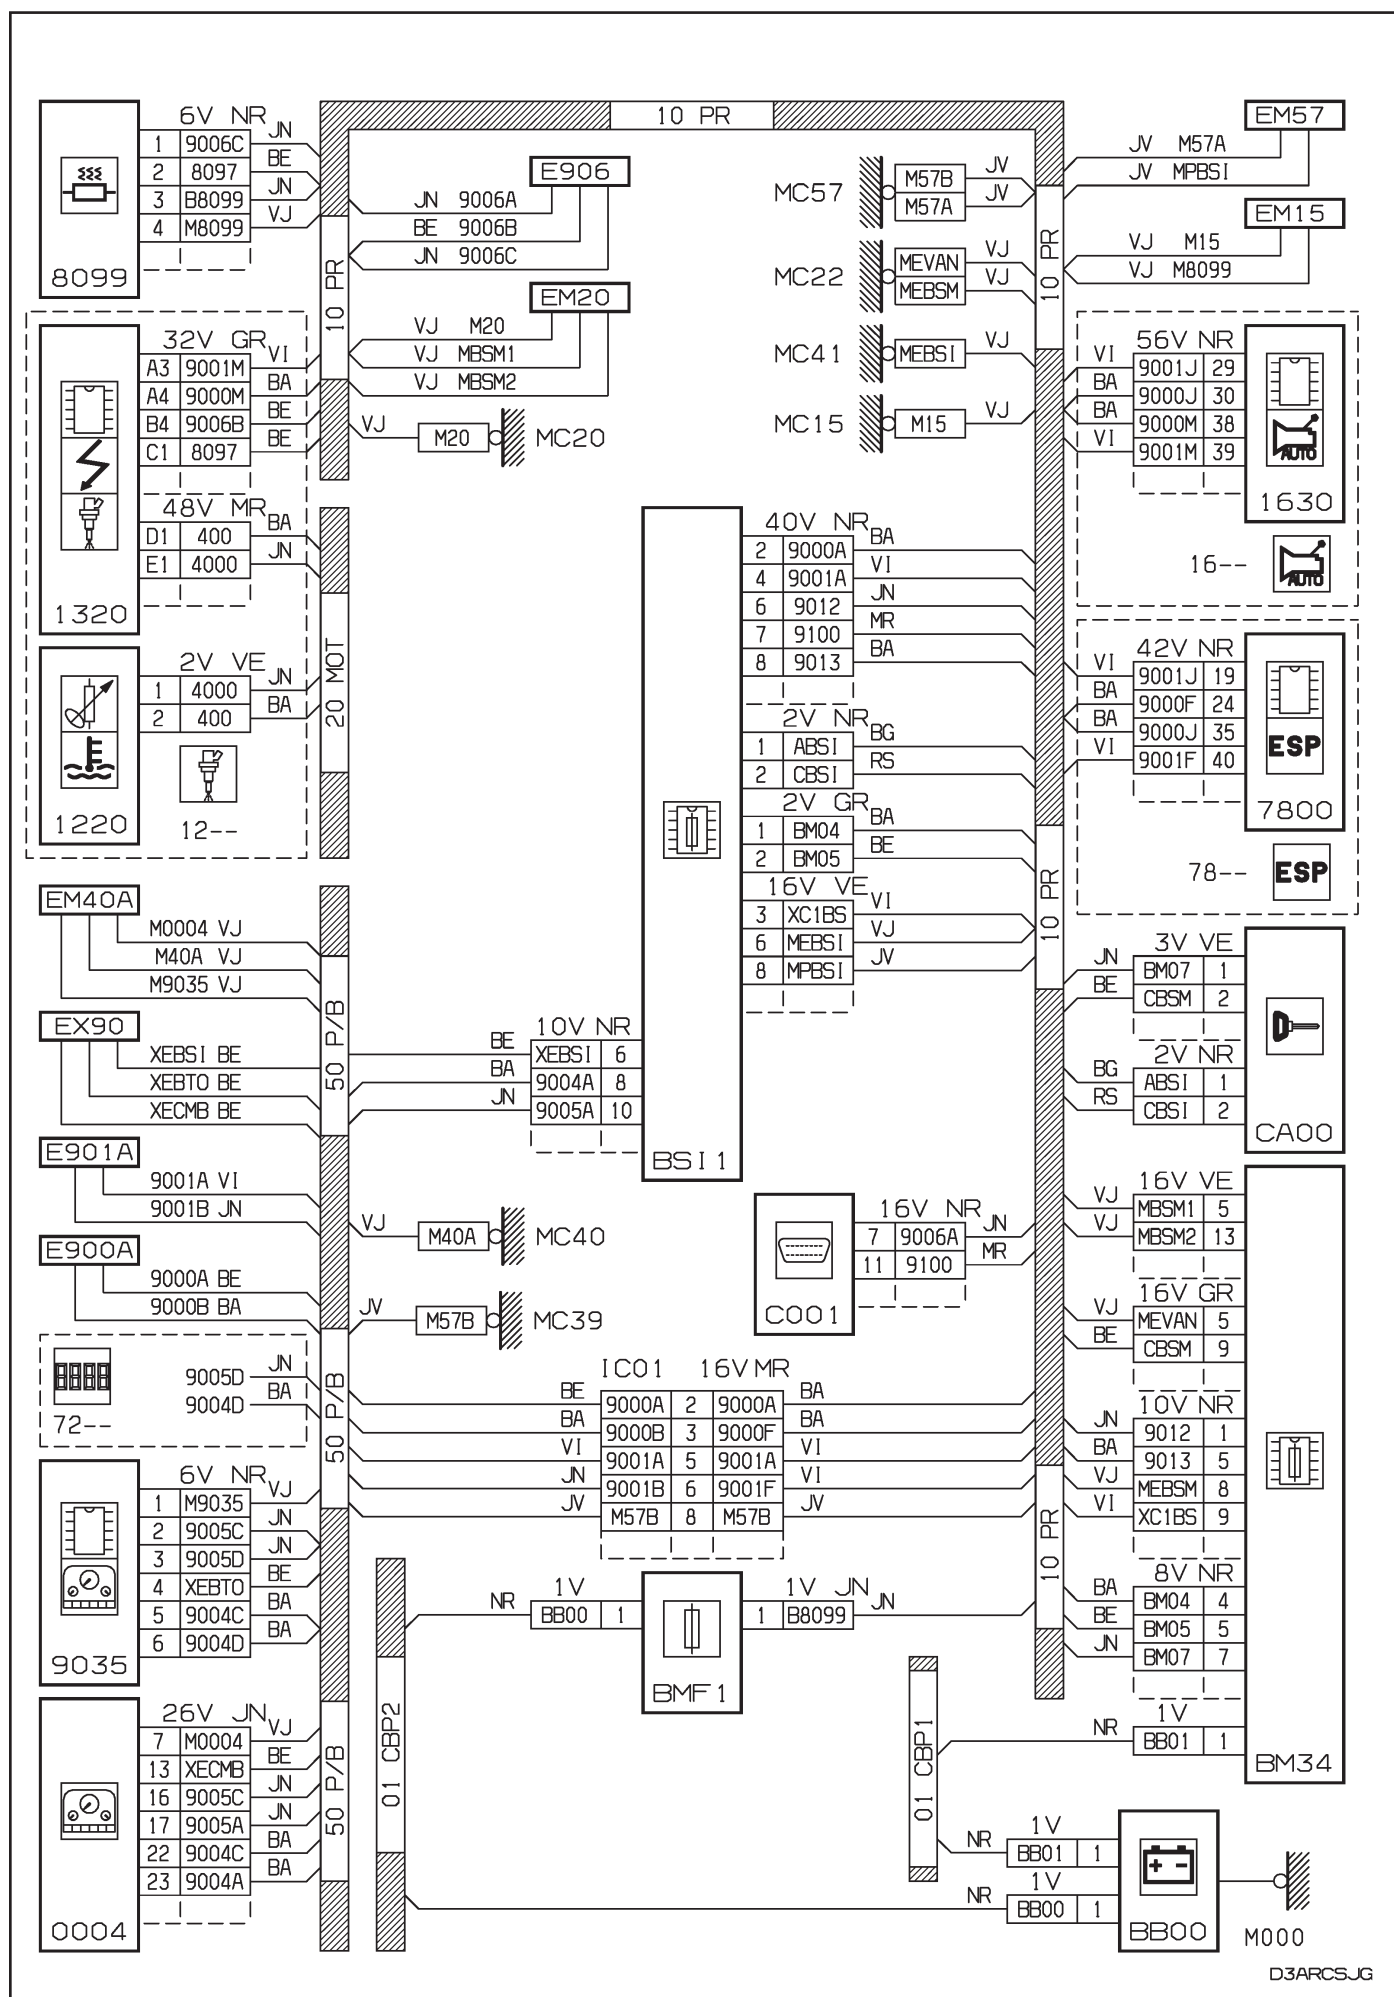 10 PR
6V NR
1 9006C JN
2 8097 BE
3 B8099 JN
4 M8099 VJ
8099
E906
JN 9006A
BE 9006B
JN 9006C
EM20
VJ M20
VJ MBSM1
VJ MBSM2
VJ M20 MC20
10 PR
MC57 M57B JV
M57A JV
MC22 MEVAN VJ
MEBSM VJ
MC41 MEBSI VJ
MC15 M15 VJ
10 PR
EM57
JV M57A
JV MPBSI
EM15
VJ M15
VJ M8099
32V GR
A3 9001M VI
A4 9000M BA
B4 9006B BE
C1 8097 BE
48V MR
D1 400 BA
E1 4000 JN
1320
2V VE
1 4000 JN
2 400 BA
1220
12--
20 MOT
56V NR
VI 9001J 29
BA 9000J 30
BA 9000M 38
VI 9001M 39
AUTO
1630
16-- AUTO
42V NR
VI 9001J 19
BA 9000F 24
BA 9000J 35
VI 9001F 40
ESP
7800
78-- ESP
40V NR
2 9000A BA
4 9001A VI
6 9012 JN
7 9100 MR
8 9013 BA
2V NR
1 ABSI BG
2 CBSI RS
2V GR
1 BM04 BA
2 BM05 BE
16V VE
3 XC1BS VI
6 MEBSI VJ
8 MPBSI JV
10V NR
BE XEBSI 6
BA 9004A 8
JN 9005A 10
BSI1
10 PR
EM40A
M0004 VJ
M40A VJ
M9035 VJ
EX90
XEBSI BE
XEBTO BE
XECMB BE
50 P/B
E901A
9001A VI
9001B JN
E900A
9000A BE
9000B BA
VJ M40A MC40
JV M57B MC39
3V VE
JN BM07 1
BE CBSM 2
2V NR
BG ABSI 1
RS CBSI 2
CA00
16V NR
7 9006A JN
11 9100 MR
C001
16V VE
VJ MBSM1 5
VJ MBSM2 13
16V GR
VJ MEVAN 5
BE CBSM 9
10V NR
JN 9012 1
BA 9013 5
VJ MEBSM 8
VI XC1BS 9
8V NR
BA BM04 4
BE BM05 5
JN BM07 7
1V
NR BB01 1
BM34
72--
9005D JN
9004D BA
50 P/B
IC01 16V MR
BE 9000A 2 9000A BA
BA 9000B 3 9000F BA
VI 9001A 5 9001A VI
JN 9001B 6 9001F VI
JV M57B 8 M57B JV
10 PR
6V NR
1 M9035 VJ
2 9005C JN
3 9005D JN
4 XEBTO BE
5 9004C BA
6 9004D BA
9035
1V
NR BB00 1
1V JN
1 B8099 JN
BMF1
26V JN
7 M0004 VJ
13 XECMB BE
16 9005C JN
17 9005A JN
22 9004C BA
23 9004A BA
0004
50 P/B
01 CBP2
01 CBP1
1V
NR BB01 1
1V
NR BB00 1
+ -
BB00
M000
D3ARCSJG